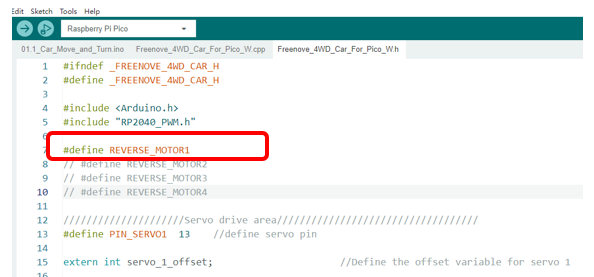 Edit Sketch Tools Help
Raspberry Pi Pico
01.1_Car_Move_and_Turn.ino Freenove_4WD_Car_For_Pico_W.cpp Freenove_4WD_Car_For_Pico_W.h
1 #ifndef _FREENOVE_4WD_CAR_H
2 #define _FREENOVE_4WD_CAR_H
3
4 #include <Arduino.h>
5 #include "RP2040_PWM.h"
6
7 #define REVERSE_MOTOR1
8 // #define REVERSE_MOTOR2
9 // #define REVERSE_MOTOR3
10 // #define REVERSE_MOTOR4
11
12 /////////////////////Servo drive area///////////////////////////////////
13 #define PIN_SERVO1 13 //define servo pin
14
15 extern int servo_1_offset; //Define the offset variable for servo 1
16